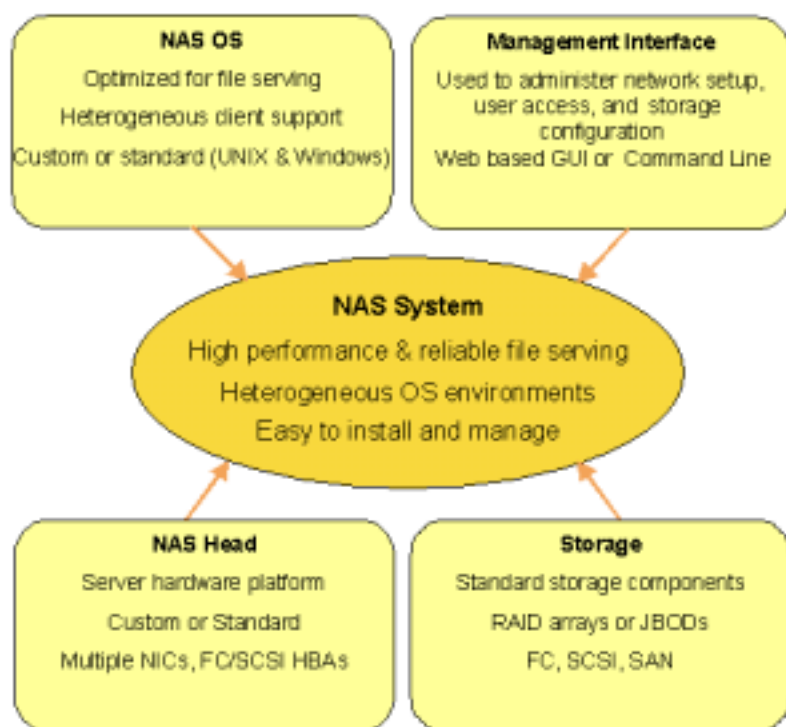 NAS OS
Optimized for file serving
Heterogeneous client support
Custom or standard (UNIX & Windows)
Management Interface
Used to administer network setup,
user access, and storage
configuration
Web based GUI or Command Line
NAS System
High performance & reliable file serving
Heterogeneous OS environments
Easy to install and manage
NAS Head
Server hardware platform
Custom or Standard
Multiple NICs, FC/SCSI HBAs
Storage
Standard storage components
RAID arrays or JBODs
FC, SCSI, SAN